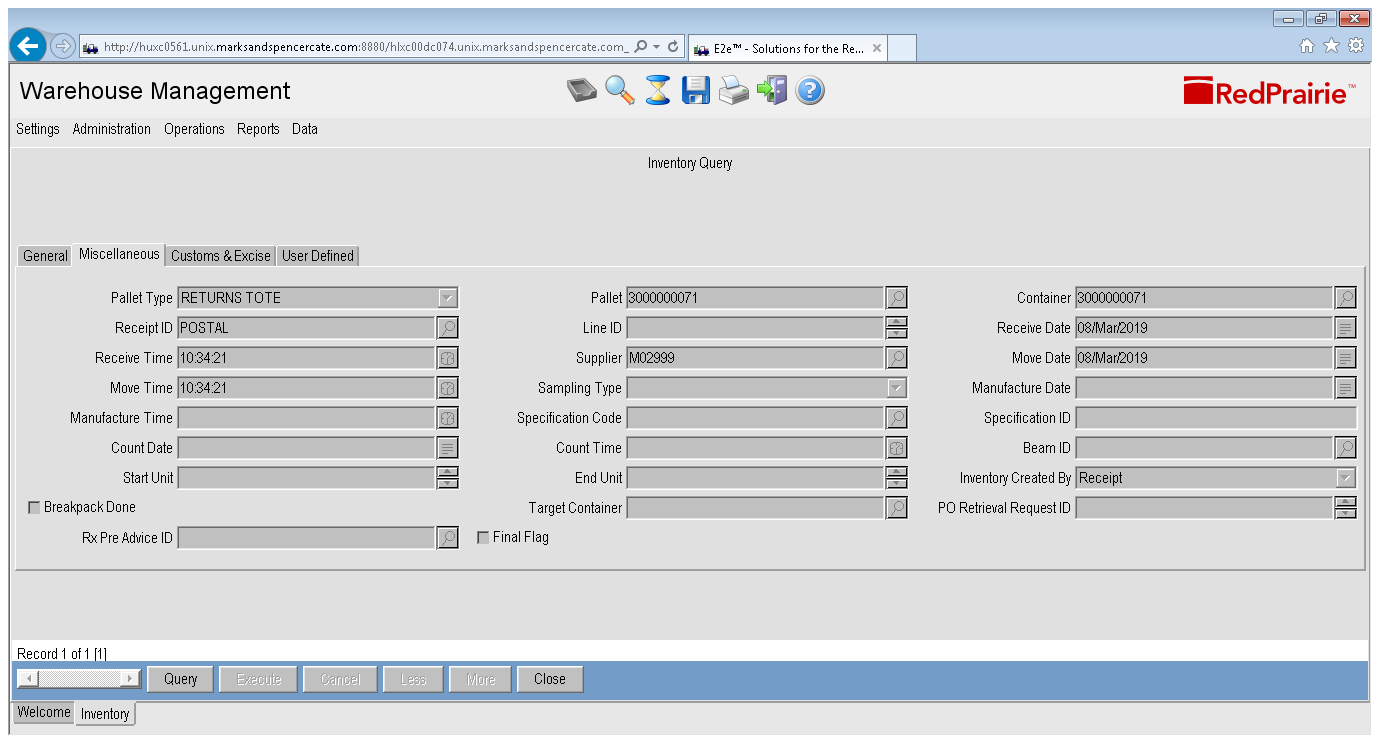 http://huxc0561.unix.marksandspencercate.com:8880/hlxc00dc074.unix.marksandspencercate.com_
E2e™ - Solutions for the Re...
Warehouse Management
RedPrairie™
Settings Administration Operations Reports Data
Inventory Query
General Miscellaneous Customs & Excise User Defined
Pallet Type RETURNS TOTE Pallet 3000000071 Container 3000000071
Receipt ID POSTAL Line ID Receive Date 08/Mar/2019
Receive Time 10:34:21 Supplier M02999 Move Date 08/Mar/2019
Move Time 10:34:21 Sampling Type Manufacture Date
Manufacture Time Specification Code Specification ID
Count Date Count Time Beam ID
Start Unit End Unit Inventory Created By Receipt
Breakpack Done Target Container PO Retrieval Request ID
Rx Pre Advice ID Final Flag
Record 1 of 1 [1]
Query Execute Cancel Less More Close
Welcome Inventory